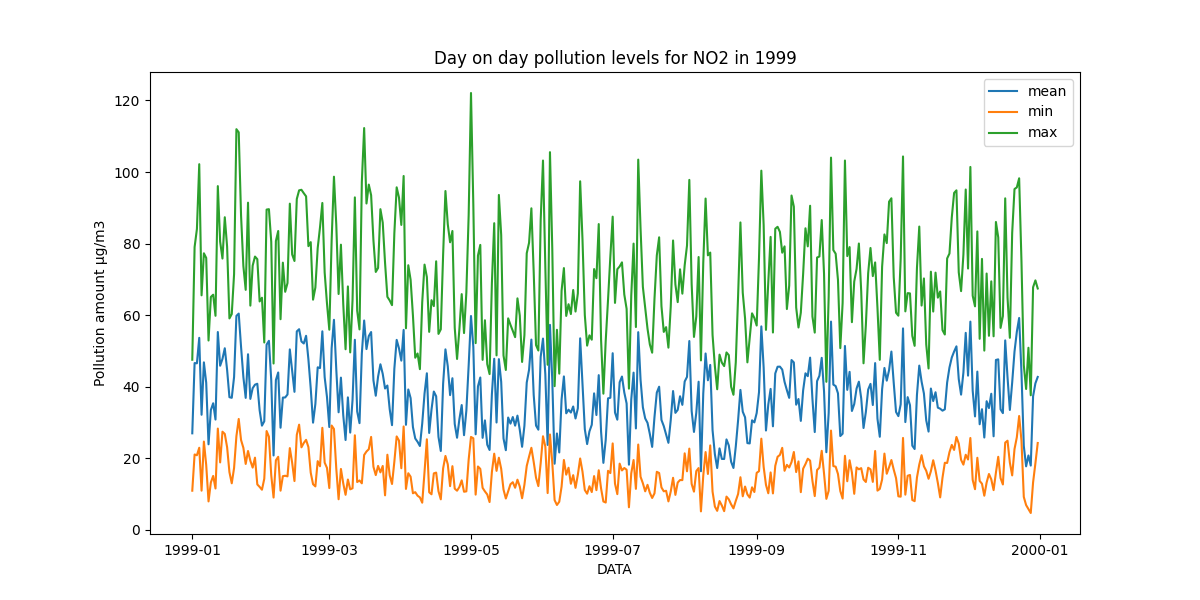 Day on day pollution levels for NO2 in 1999
mean
min
max
Pollution amount µg/m3
120
100
80
60
40
20
0
1999-01
1999-03
1999-05
1999-07
1999-09
1999-11
2000-01
DATA